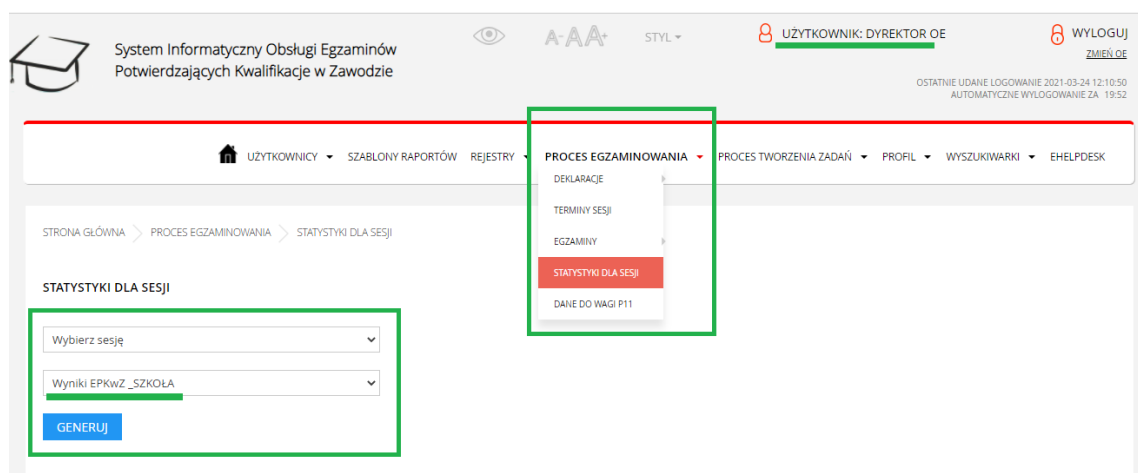 System Informatyczny Obsługi Egzaminów
Potwierdzających Kwalifikacje w Zawodzie
A- A A+
STYL
UŻYTKOWNIK: DYREKTOR OE
WYLOGUJ
ZMIEŃ OE
OSTATNIE UDANE LOGOWANIE 2021-03-24 12:10:50
AUTOMATYCZNE WYLOGOWANIE ZA 19:52
UŻYTKOWNICY SZABLONY RAPORTÓW REJESTRY PROCES EGZAMINOWANIA PROCES TWORZENIA ZADAŃ PROFIL WYSZUKIWARKI EHELPDESK
DEKLARACJE
TERMINY SESJI
EGZAMINY
STATYSTYKI DLA SESJI
DANE DO WAGI P11
STRONA GŁÓWNA PROCES EGZAMINOWANIA STATYSTYKI DLA SESJI
STATYSTYKI DLA SESJI
Wybierz sesję
Wyniki EPKwZ _SZKOŁA
GENERUJ